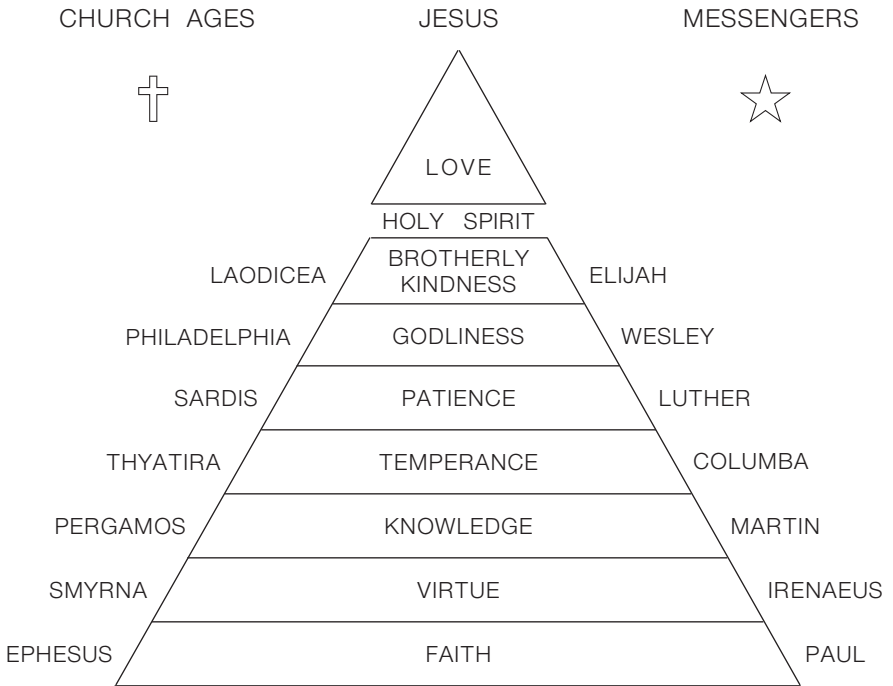 CHURCH AGES JESUS MESSENGERS
LOVE
HOLY SPIRIT
BROTHERLY
KINDNESS
LAODICEA ELIJAH
PHILADELPHIA GODLINESS WESLEY
SARDIS PATIENCE LUTHER
THYATIRA TEMPERANCE COLUMBA
PERGAMOS KNOWLEDGE MARTIN
SMYRNA VIRTUE IRENAEUS
EPHESUS FAITH PAUL